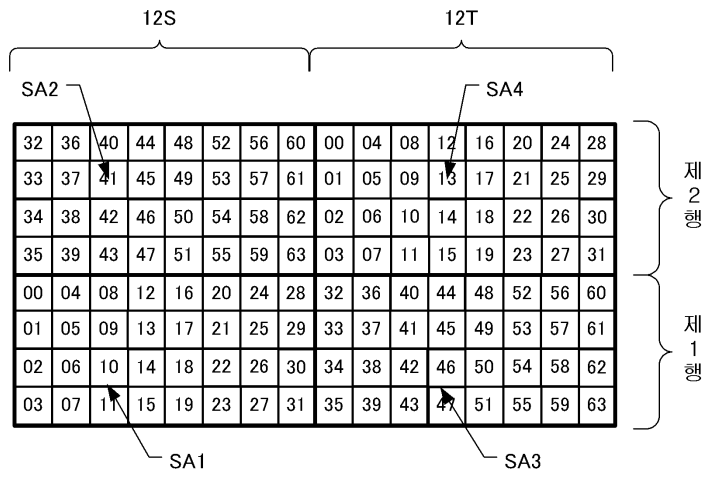 12S 12T
SA2 SA4
32 36 40 44 48 52 56 60 00 04 08 12 16 20 24 28
33 37 41 45 49 53 57 61 01 05 09 13 17 21 25 29
34 38 42 46 50 54 58 62 02 06 10 14 18 22 26 30
35 39 43 47 51 55 59 63 03 07 11 15 19 23 27 31
제2행
00 04 08 12 16 20 24 28 32 36 40 44 48 52 56 60
01 05 09 13 17 21 25 29 33 37 41 45 49 53 57 61
02 06 10 14 18 22 26 30 34 38 42 46 50 54 58 62
03 07 11 15 19 23 27 31 35 39 43 47 51 55 59 63
제1행
SA1 SA3